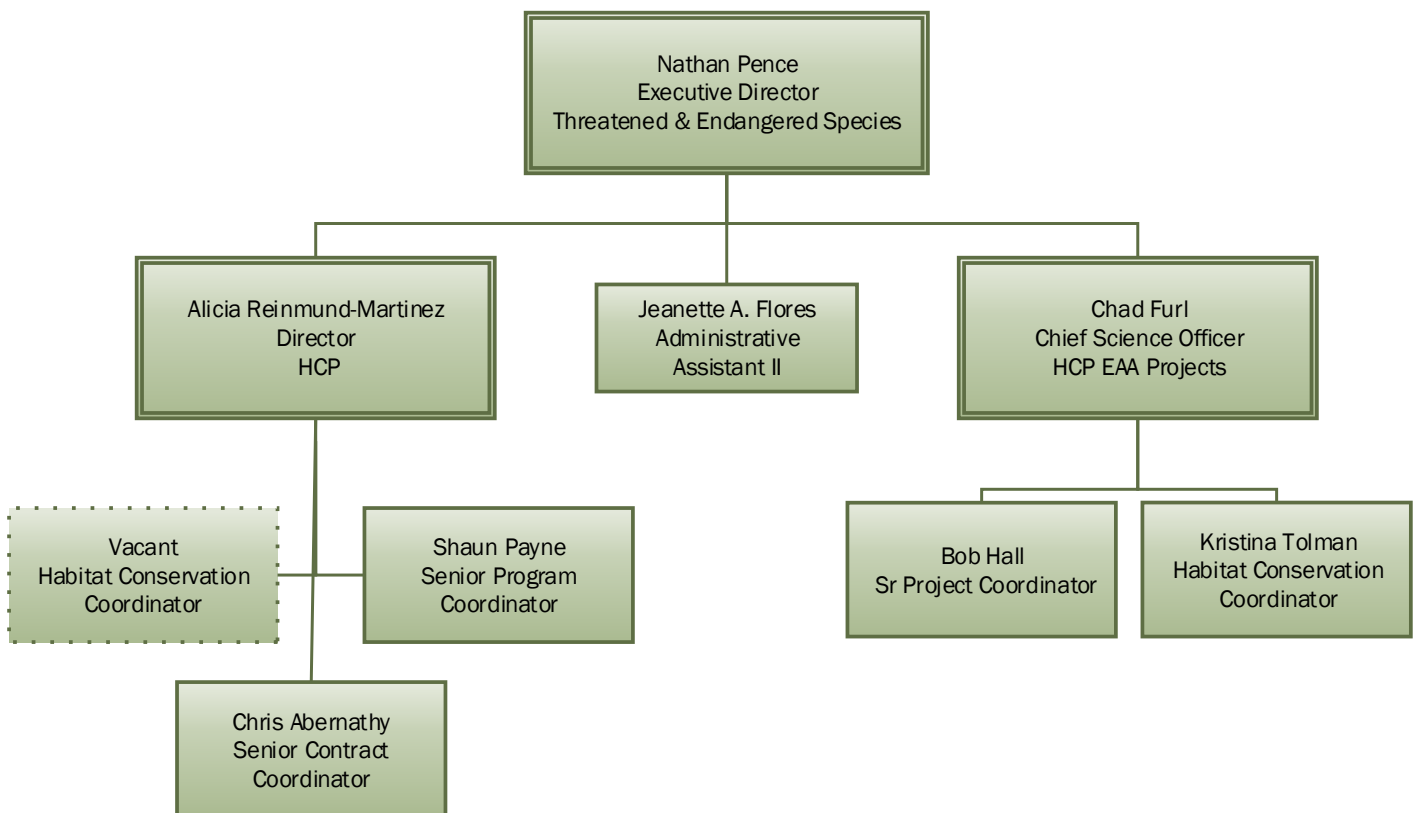 Nathan Pence
Executive Director
Threatened & Endangered Species
Alicia Reinmund-Martinez
Director
HCP
Jeanette A. Flores
Administrative
Assistant II
Chad Furl
Chief Science Officer
HCP EAA Projects
Vacant
Habitat Conservation
Coordinator
Shaun Payne
Senior Program
Coordinator
Bob Hall
Sr Project Coordinator
Kristina Tolman
Habitat Conservation
Coordinator
Chris Abernathy
Senior Contract
Coordinator